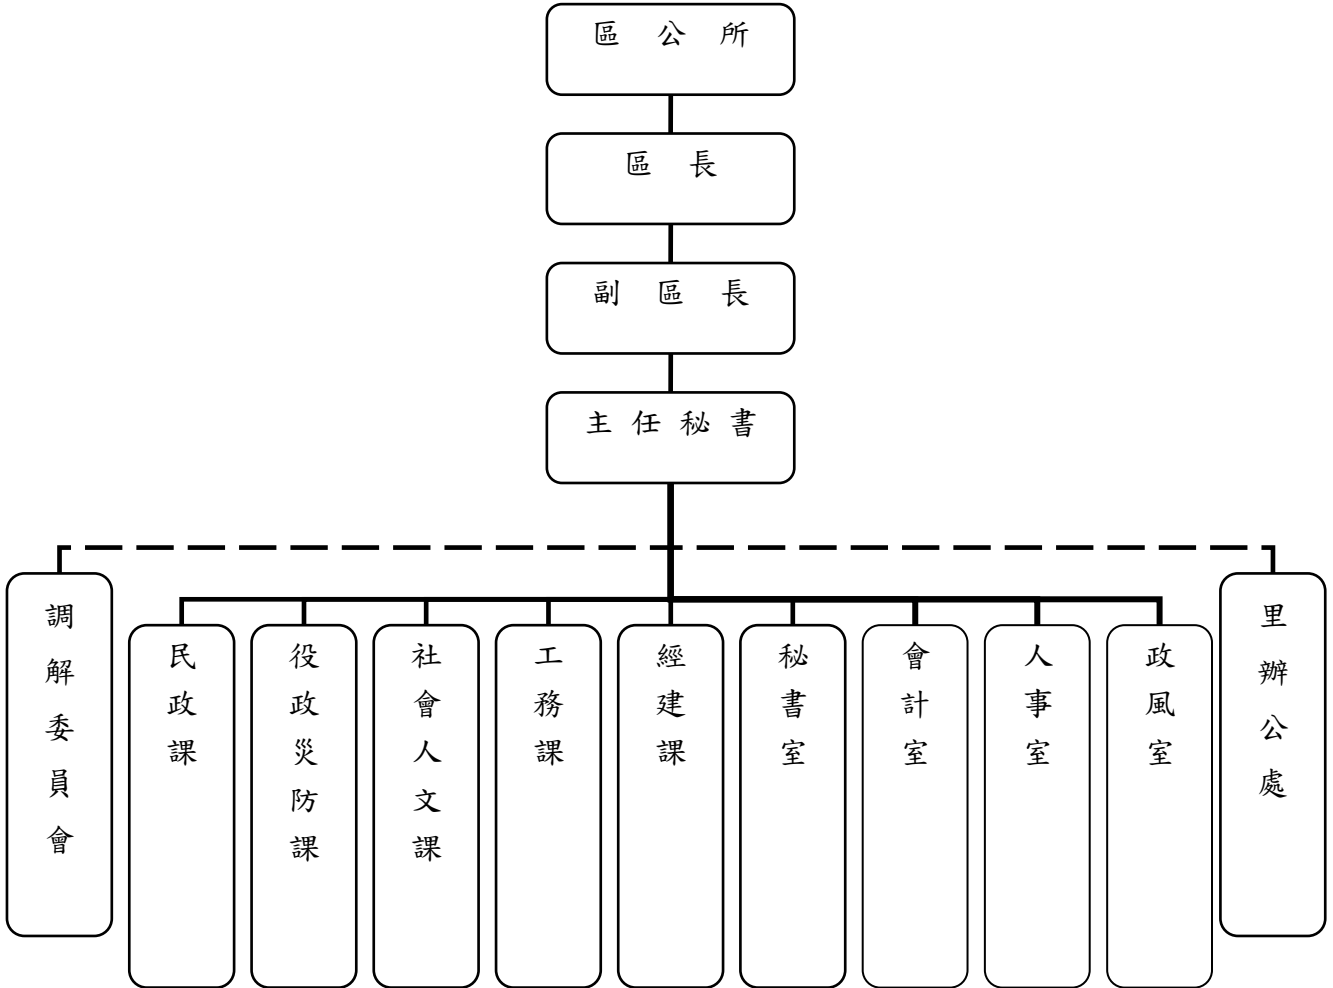 區公所
區長
副區長
主任秘書
調解委員會
民政課
役政災防課
社會人文課
工務課
經建課
秘書室
會計室
人事室
政風室
里辦公處